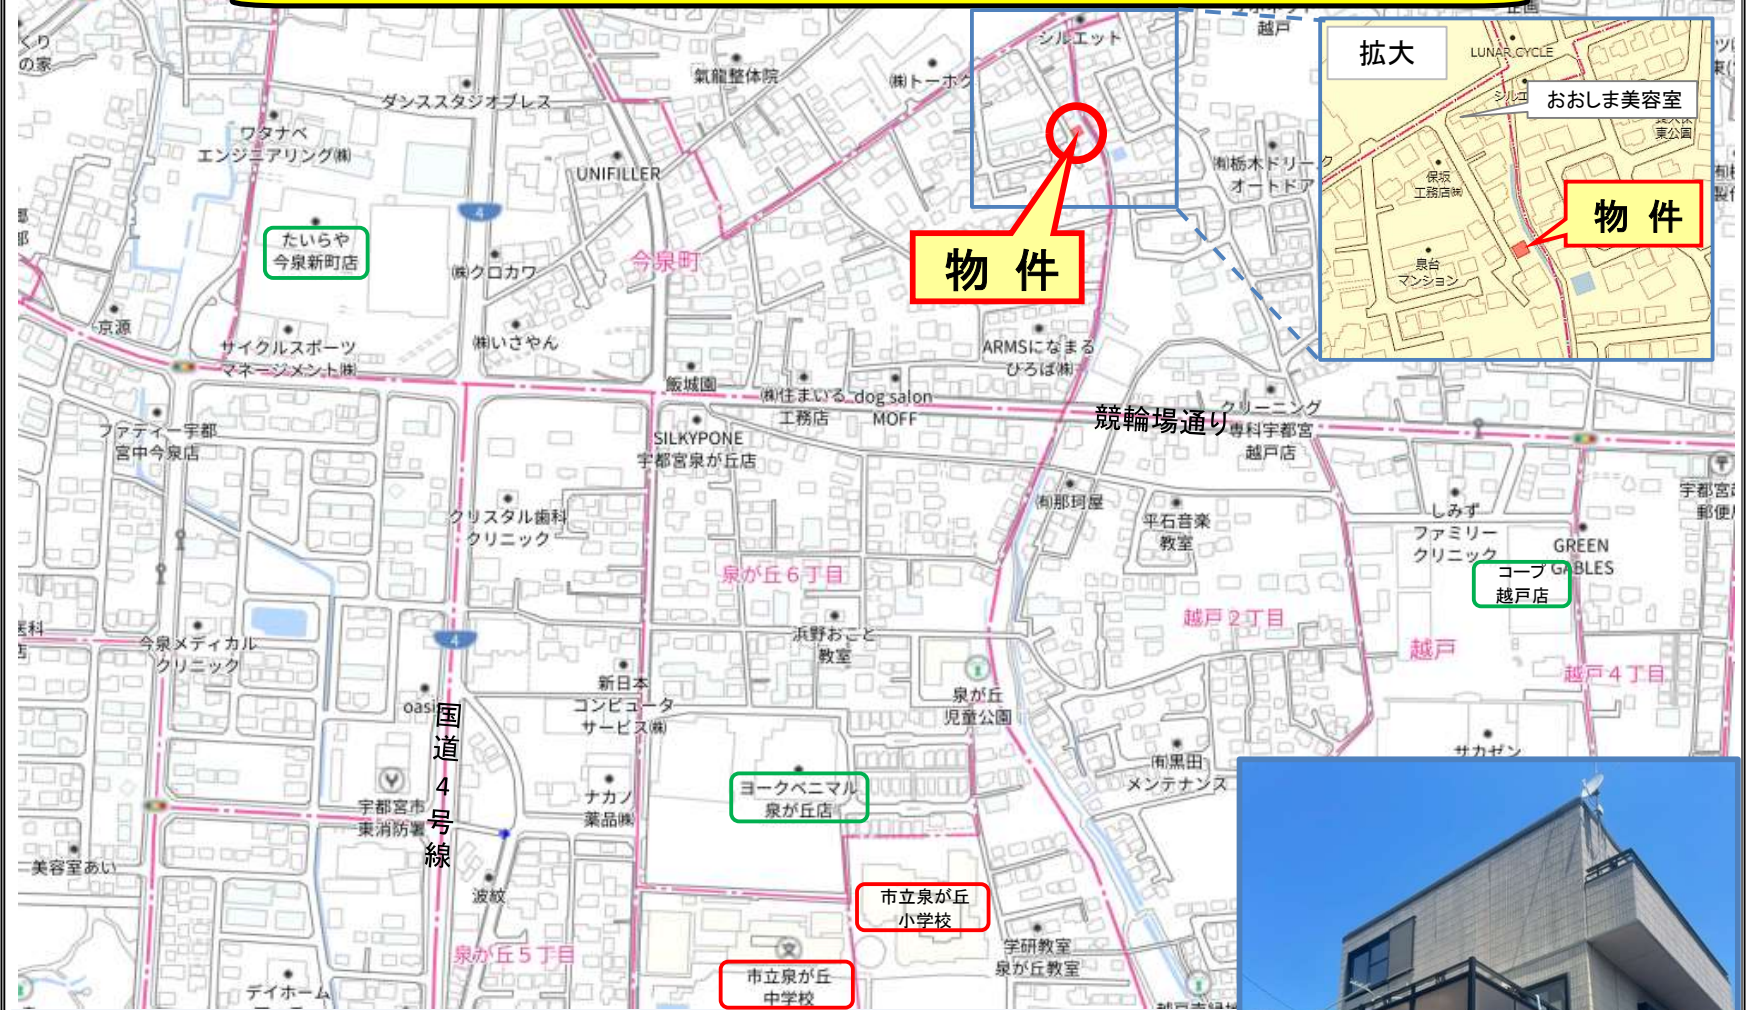 越戸
シルエット
くり
の家
氣龍整体院
㈱トーホク
ダンススタジオブレス
ワタナベ
エンジニアリング㈱
UNIFILLER
㈲栃木ドリーク
オートドア
4
たいらや
今泉新町店
㈱クロカワ
今泉町
物 件
拡大
LUNAR CYCLE
おおしま美容室
東公園
保坂
工務店㈱
物 件
泉台
マンション
京源
サイクルスポーツ
マネージメント㈱
㈱いさやん
ARMSになまる
ひろば㈱
飯城園
㈱住まいる
工務店
dog salon
MOFF
競輪場通り
クリーニング
専科宇都宮
越戸店
ファティー宇都
宮中今泉店
SILKYPONE
宇都宮泉が丘店
クリスタル歯科
クリニック
㈲那珂屋
平石音楽
教室
しみず
ファミリー
クリニック
GREEN
GABLES
コープ
越戸店
泉が丘6丁目
越戸2丁目
越戸
越戸4丁目
今泉メディカル
クリニック
4
浜野おこと
教室
新日本
コンピュータ
サービス㈱
泉が丘
児童公園
oasis
国道4号線
サカゼン
㈲黒田
メンテナンス
ヨークベニマル
泉が丘店
ナカノ
薬品㈱
宇都宮市
東消防署
美容室あい
波紋
市立泉が丘
小学校
学研教室
泉が丘教室
泉が丘5丁目
市立泉が丘
中学校
デイホーム